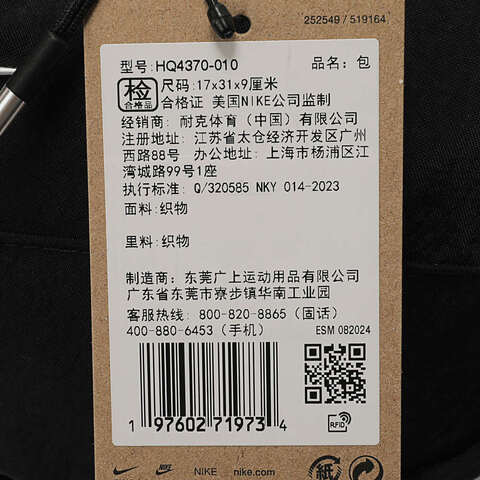 252549 / 519164
型号: HQ4370-010 品名: 包
检 合格品 尺码: 17x31x9厘米
合格证 美国NIKE公司监制
经销商: 耐克体育（中国）有限公司
注册地址: 江苏省太仓经济开发区广州
西路88号 办公地址: 上海市杨浦区江
湾城路99号1座
执行标准: Q/320585 NKY 014-2023
面料: 织物
里料: 织物
制造商: 东莞广上运动用品有限公司
广东省东莞市寮步镇华南工业园
客服热线: 800-820-8865（固话）
400-880-6453（手机）
ESM 082024
RFID
1 97602 71973 4
NIKE nike.com 紙